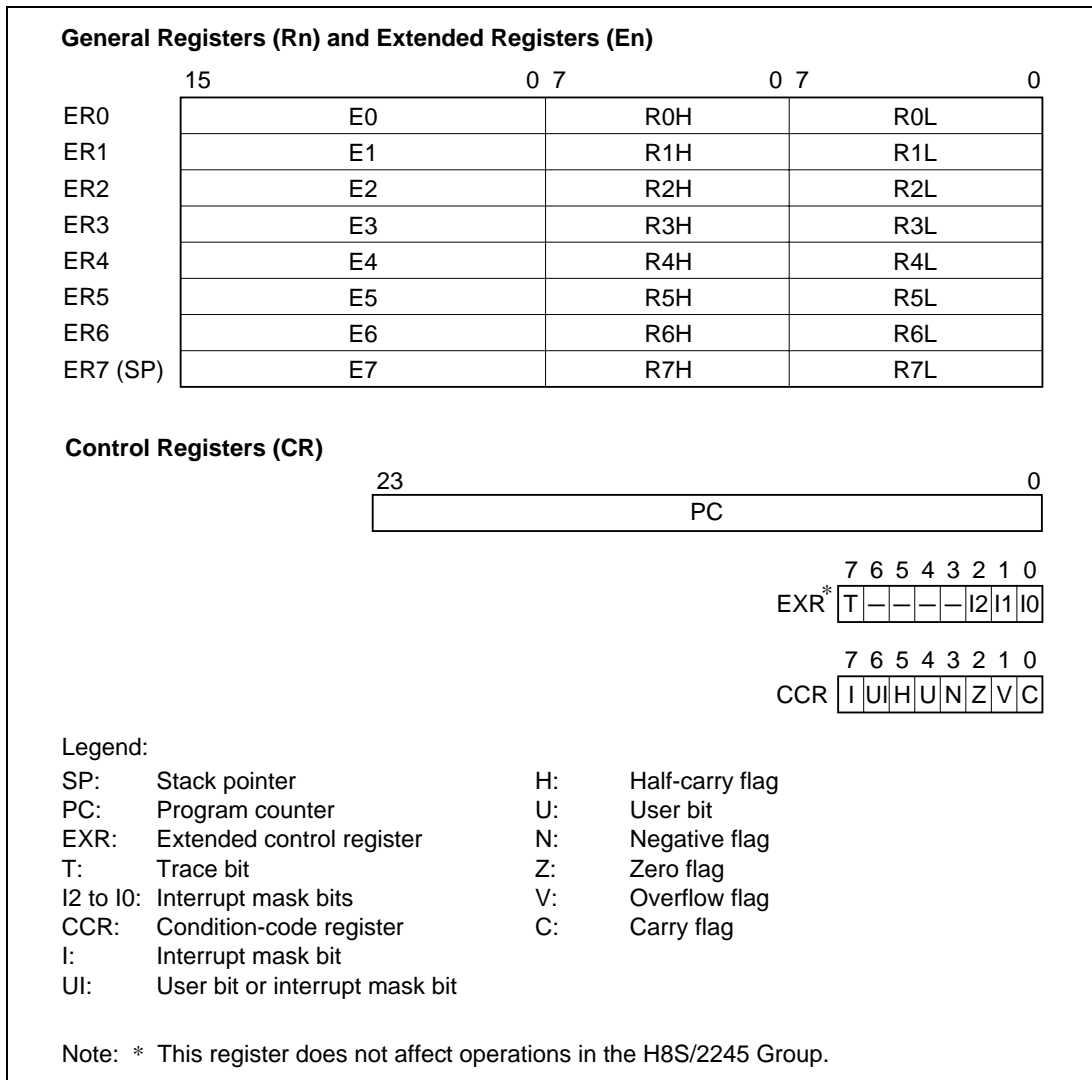 General Registers (Rn) and Extended Registers (En)
15 0 7 0 7 0
ER0 E0 R0H R0L
ER1 E1 R1H R1L
ER2 E2 R2H R2L
ER3 E3 R3H R3L
ER4 E4 R4H R4L
ER5 E5 R5H R5L
ER6 E6 R6H R6L
ER7 (SP) E7 R7H R7L
Control Registers (CR)
23 0
PC
7 6 5 4 3 2 1 0
EXR* T — — — — I2 I1 I0
7 6 5 4 3 2 1 0
CCR I UI H U N Z V C
Legend:
SP: Stack pointer H: Half-carry flag
PC: Program counter U: User bit
EXR: Extended control register N: Negative flag
T: Trace bit Z: Zero flag
I2 to I0: Interrupt mask bits V: Overflow flag
CCR: Condition-code register C: Carry flag
I: Interrupt mask bit
UI: User bit or interrupt mask bit
Note: * This register does not affect operations in the H8S/2245 Group.